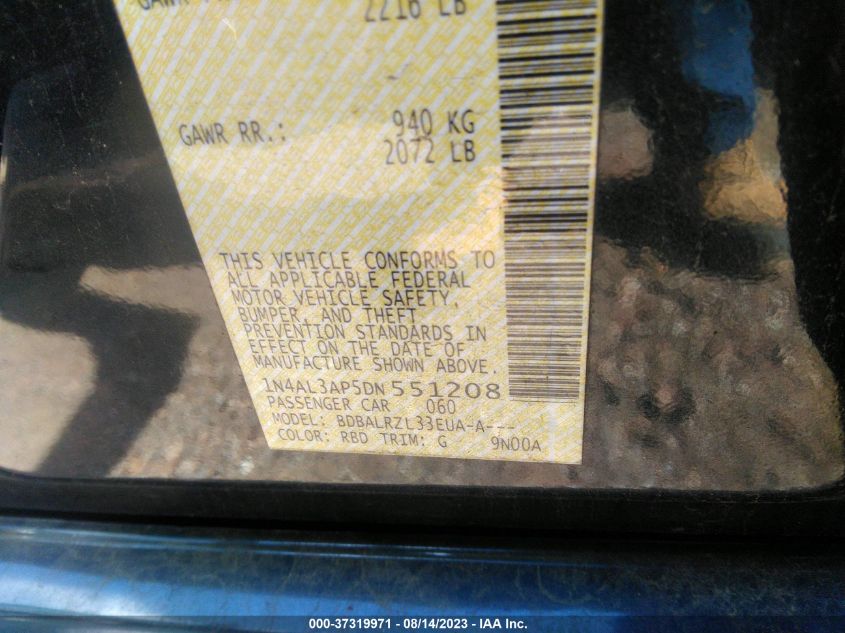 2216 LB
GAWR RR.: 940 KG
2072 LB
THIS VEHICLE CONFORMS TO
ALL APPLICABLE FEDERAL
MOTOR VEHICLE SAFETY,
BUMPER, AND THEFT
PREVENTION STANDARDS IN
EFFECT ON THE DATE OF
MANUFACTURE SHOWN ABOVE.
1N4AL3AP5DN551208
PASSENGER CAR 060
MODEL: BDBALRZL33EUA-A---
COLOR: RBD TRIM: G 9N00A
000-37319971 - 08/14/2023 - IAA Inc.